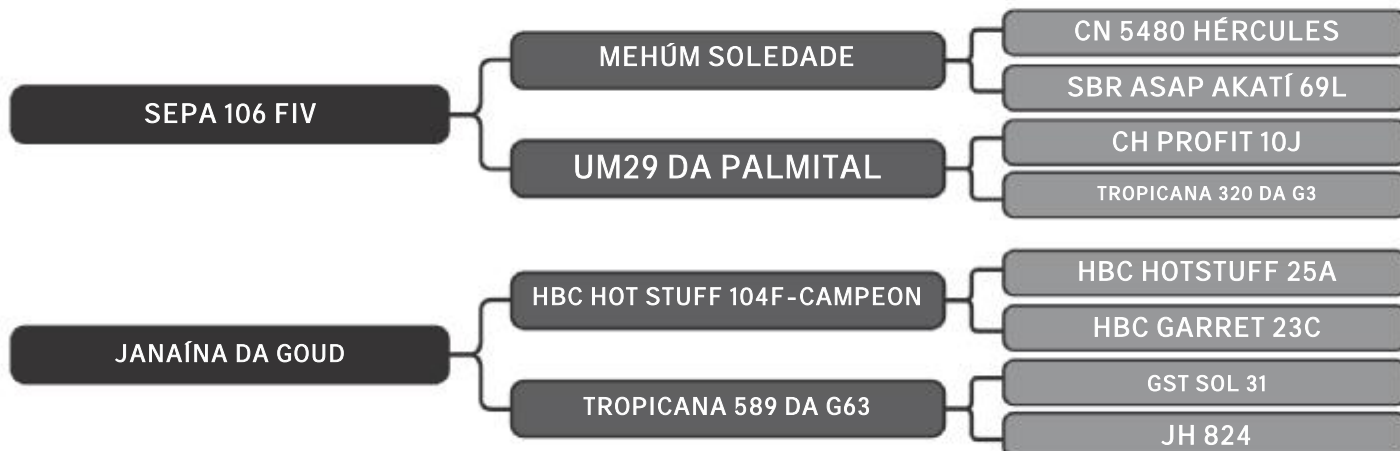 SEPA 106 FIV
MEHÚM SOLEDADE
CN 5480 HÉRCULES
SBR ASAP AKATÍ 69L
UM29 DA PALMITAL
CH PROFIT 10J
TROPICANA 320 DA G3
JANAÍNA DA GOUD
HBC HOT STUFF 104F-CAMPEON
HBC HOTSTUFF 25A
HBC GARRET 23C
TROPICANA 589 DA G63
GST SOL 31
JH 824